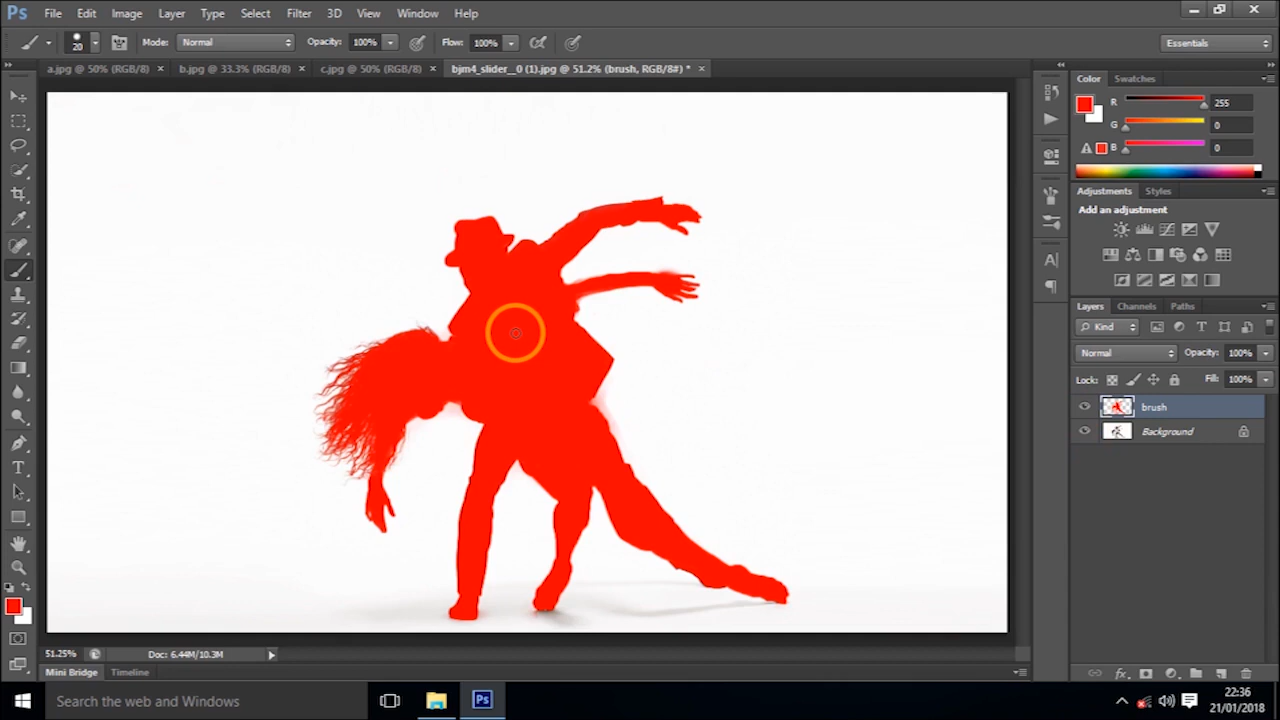 Ps File Edit Image Layer Type Select Filter 3D View Window Help
20 Mode: Normal Opacity: 100% Flow: 100% Essentials
a.jpg @ 50% (RGB/8) × b.jpg @ 33.3% (RGB/8) × c.jpg @ 50% (RGB/8) × bjm4_slider__0 (1).jpg @ 51.2% (brush, RGB/8#) * ×
Color Swatches
R 255
G 0
B 0
Adjustments Styles
Add an adjustment
Layers Channels Paths
Kind
Normal Opacity: 100%
Lock: Fill: 100%
brush
Background
51.25% Doc: 6.44M/10.3M
Mini Bridge Timeline
Search the web and Windows
Ps
22:36
21/01/2018